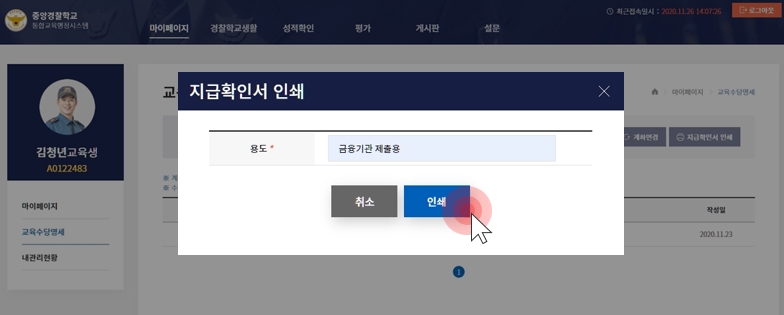 중앙경찰학교
통합교육행정시스템
최근접속일시 : 2020.11.26 14:07:26
로그아웃
마이페이지 경찰학교생활 성적확인 평가 게시판 설문
지급확인서 인쇄
마이페이지 교육수당명세
계좌변경 지급확인서 인쇄
용도 * 금융기관 제출용
취소 인쇄
김청년교육생
A0122483
마이페이지
교육수당명세
내관리현황
작성일
2020.11.23
1